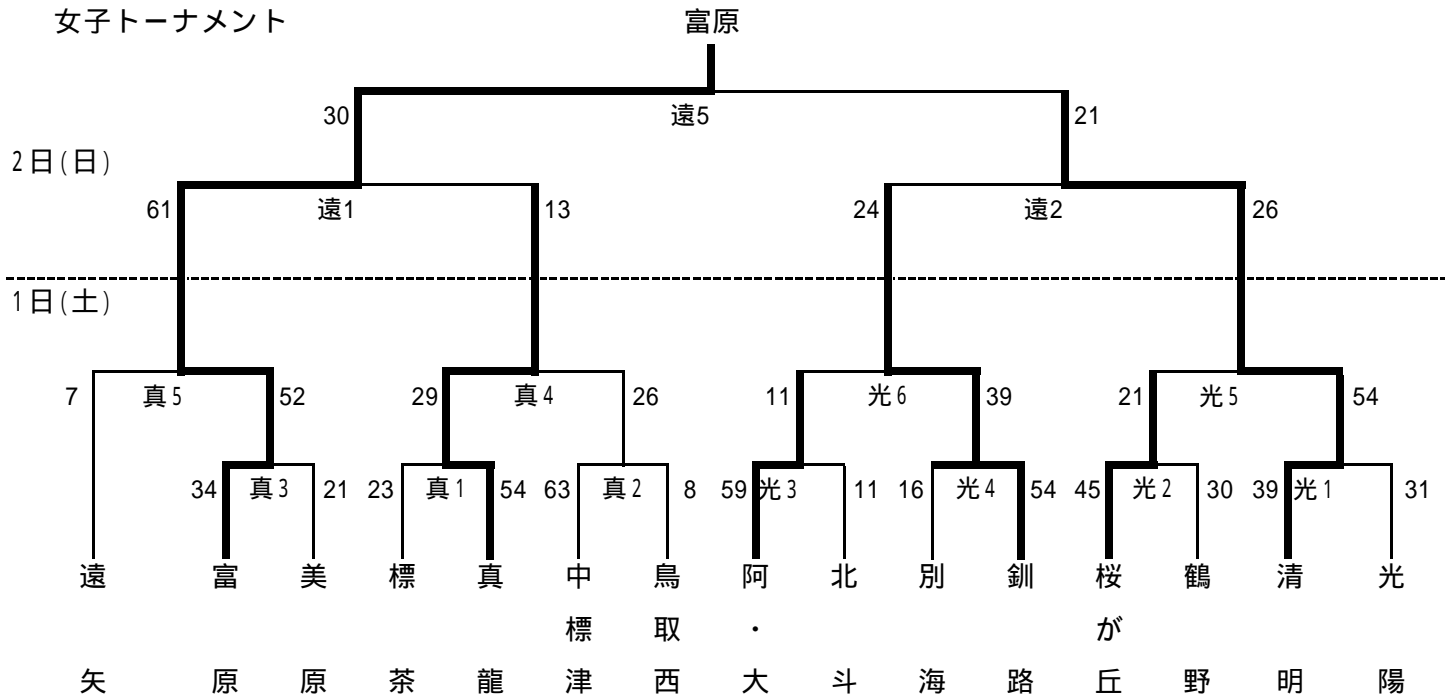 女子トーナメント
富原
30 遠5 21
2日(日)
61 遠1 13 24 遠2 26
1日(土)
7 真5 52 29 真4 26 11 光6 39 21 光5 54
34 真3 21 23 真1 54 63 真2 8 59 光3 11 16 光4 54 45 光2 30 39 光1 31
遠矢
富原
美原
標茶
真龍
中標津
鳥取西
阿・大
北斗
別海
釧路
桜が丘
鶴野
清明
光陽